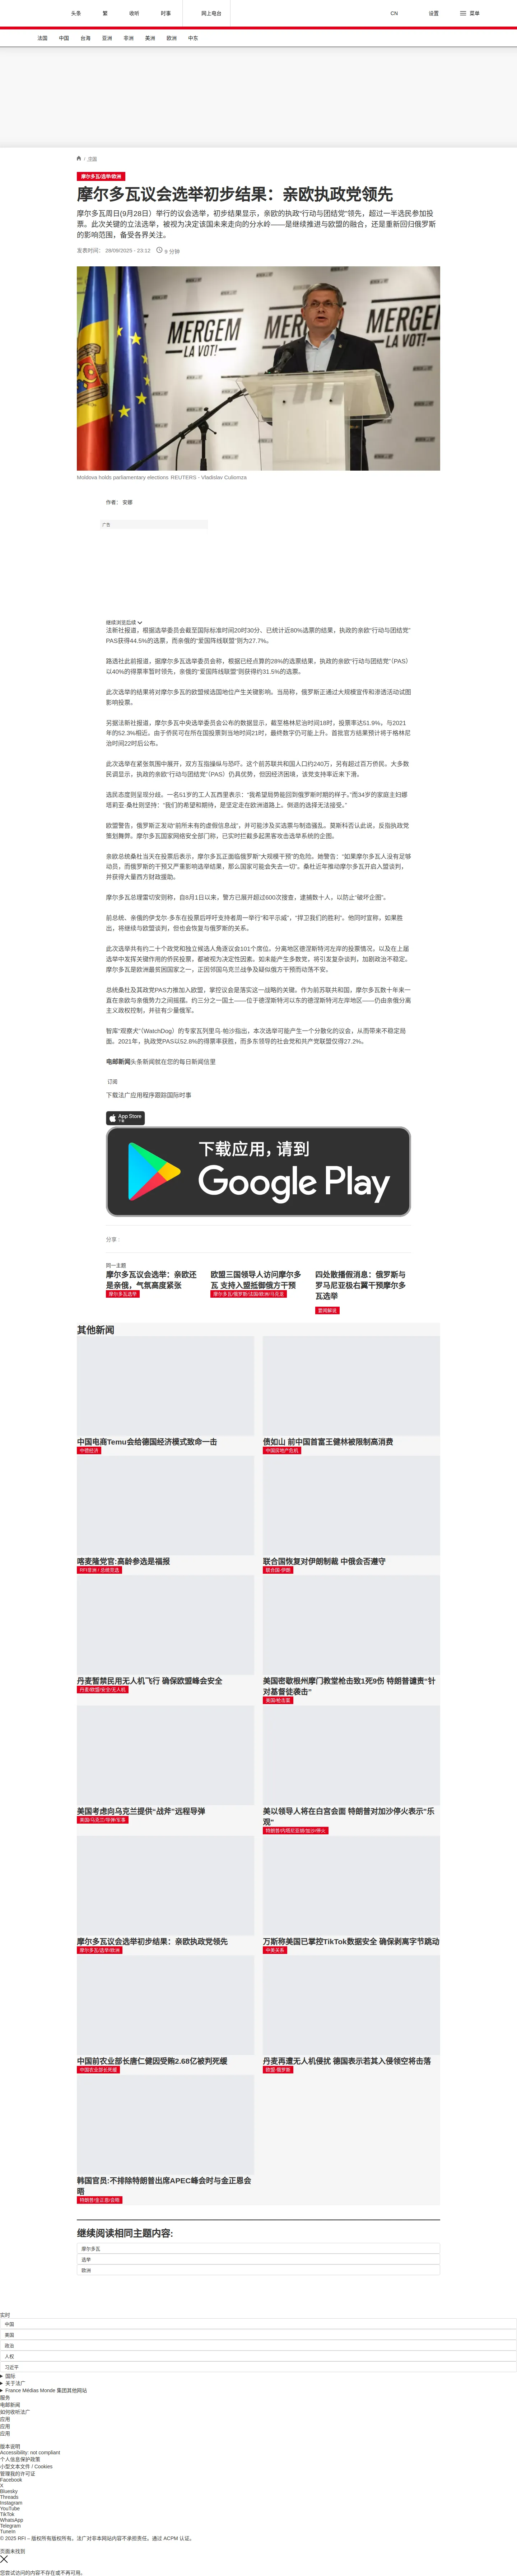 头条
繁
收听
时事
网上电台
CN
设置
菜单
法国
中国
台海
亚洲
非洲
美洲
欧洲
中东
/ 法国
摩尔多瓦/选举/欧洲
摩尔多瓦议会选举初步结果：亲欧执政党领先
摩尔多瓦周日(9月28日）举行的议会选举，初步结果显示，亲欧的执政“行动与团结党”领先，超过一半选民参加投
票。此次关键的立法选举，被视为决定该国未来走向的分水岭——是继续推进与欧盟的融合，还是重新回归俄罗斯
的影响范围，备受各界关注。
发表时间： 28/09/2025 - 23:12
9 分钟
MERGEM LA VOT!
MERGEM LA VOT!
Moldova holds parliamentary elections REUTERS - Vladislav Culiomza
作者： 安娜
广告
继续浏览后续
法新社报道，根据选举委员会截至国际标准时间20时30分、已统计近80%选票的结果，执政的亲欧“行动与团结党”
PAS获得44.5%的选票，而亲俄的“爱国阵线联盟”则为27.7%。
路透社此前报道，据摩尔多瓦选举委员会称，根据已经点算的28%的选票结果，执政的亲欧“行动与团结党”（PAS）
以40%的得票率暂时领先，亲俄的“爱国阵线联盟”则获得约31.5%的选票。
此次选举的结果将对摩尔多瓦的欧盟候选国地位产生关键影响。当局称，俄罗斯正通过大规模宣传和渗透活动试图
影响投票。
另据法新社报道，摩尔多瓦中央选举委员会公布的数据显示，截至格林尼治时间18时，投票率达51.9%，与2021
年的52.3%相近。由于侨民可在所在国投票到当地时间21时，最终数字仍可能上升。首批官方结果预计将于格林尼
治时间22时后公布。
此次选举在紧张氛围中展开，双方互指操纵与恐吓。这个前苏联共和国人口约240万，另有超过百万侨民。大多数
民调显示，执政的亲欧“行动与团结党”（PAS）仍具优势，但因经济困境，该党支持率近来下滑。
选民态度则呈现分歧。一名51岁的工人瓦西里表示：“我希望局势能回到俄罗斯时期的样子。”而34岁的家庭主妇娜
塔莉亚·桑杜则坚持：“我们的希望和期待，是坚定走在欧洲道路上，倒退的选择无法接受。”
欧盟警告，俄罗斯正发动“前所未有的虚假信息战”，并可能涉及买选票与制造骚乱。莫斯科否认此说，反指执政党
策划舞弊。摩尔多瓦国家网络安全部门称，已实时拦截多起黑客攻击选举系统的企图。
亲欧总统桑杜当天在投票后表示，摩尔多瓦正面临俄罗斯“大规模干预”的危险。她警告：“如果摩尔多瓦人没有足够
动员，而俄罗斯的干预又严重影响选举结果，那么国家可能会失去一切”。桑杜近年推动摩尔多瓦开启入盟谈判，
并获得大量西方财政援助。
摩尔多瓦总理雷切安则称，自8月1日以来，警方已展开超过600次搜查，逮捕数十人，以防止“破坏企图”。
前总统、亲俄的伊戈尔·多东在投票后呼吁支持者周一举行“和平示威”，“捍卫我们的胜利”。他同时宣称，如果胜
出，将继续与欧盟谈判，但也会恢复与俄罗斯的关系。
此次选举共有约二十个政党和独立候选人角逐议会101个席位。分离地区德涅斯特河左岸的投票情况，以及在上届
选举中发挥关键作用的侨民投票，都被视为决定性因素。如未能产生多数党，将引发复杂谈判，加剧政治不稳定。
摩尔多瓦是欧洲最贫困国家之一，正因邻国乌克兰战争及疑似俄方干预而动荡不安。
总统桑杜及其政党PAS力推加入欧盟，掌控议会是落实这一战略的关键。作为前苏联共和国，摩尔多瓦数十年来一
直在亲欧与亲俄势力之间摇摆。约三分之一国土——位于德涅斯特河以东的德涅斯特河左岸地区——仍由亲俄分离
主义政权控制，并驻有少量俄军。
智库“观察犬”（WatchDog）的专家瓦列里乌·帕沙指出，本次选举可能产生一个分散化的议会，从而带来不稳定局
面。2021年，执政党PAS以52.8%的得票率获胜，而多东领导的社会党和共产党联盟仅得27.2%。
电邮新闻头条新闻就在您的每日新闻信里
订阅
下载法广应用程序跟踪国际时事
App Store
下载
下载应用，请到
Google Play
分享 :
同一主题
摩尔多瓦议会选举：亲欧还
是亲俄，气氛高度紧张
摩尔多瓦选举
欧盟三国领导人访问摩尔多
瓦 支持入盟抵御俄方干预
摩尔多瓦/俄罗斯/法国/欧洲/乌克兰
四处散播假消息：俄罗斯与
罗马尼亚极右翼干预摩尔多
瓦选举
要闻解说
其他新闻
中国电商Temu会给德国经济模式致命一击
中德经济
债如山 前中国首富王健林被限制高消费
中国房地产危机
喀麦隆党官:高龄参选是福报
RFI非洲 / 总统竞选
联合国恢复对伊朗制裁 中俄会否遵守
联合国-伊朗
丹麦暂禁民用无人机飞行 确保欧盟峰会安全
丹麦/欧盟/安全/无人机
美国密歇根州摩门教堂枪击致1死9伤 特朗普谴责“针
对基督徒袭击”
美国/枪击案
美国考虑向乌克兰提供“战斧”远程导弹
美国/乌克兰/导弹/军事
美以领导人将在白宫会面 特朗普对加沙停火表示“乐
观”
特朗普/内塔尼亚胡/加沙停火
摩尔多瓦议会选举初步结果：亲欧执政党领先
摩尔多瓦/选举/欧洲
万斯称美国已掌控TikTok数据安全 确保剥离字节跳动
中美关系
中国前农业部长唐仁健因受贿2.68亿被判死缓
中国农业部长死缓
丹麦再遭无人机侵扰 德国表示若其入侵领空将击落
欧盟-俄罗斯
韩国官员:不排除特朗普出席APEC峰会时与金正恩会
晤
特朗普/金正恩/会晤
继续阅读相同主题内容:
摩尔多瓦
选举
欧洲
实时
中国
美国
政治
人权
习近平
国际
关于法广
France Médias Monde 集团其他网站
服务
电邮新闻
如何收听法广
应用
应用
应用
版本说明
Accessibility: not compliant
个人信息保护政策
小型文本文件 / Cookies
管理我的许可证
Facebook
X
Bluesky
Threads
Instagram
YouTube
TikTok
WhatsApp
Telegram
TuneIn
© 2025 RFI – 版权所有版权所有。法广对非本网站内容不承担责任。通过 ACPM 认证。
页面未找到
您尝试访问的内容不存在或不再可用。